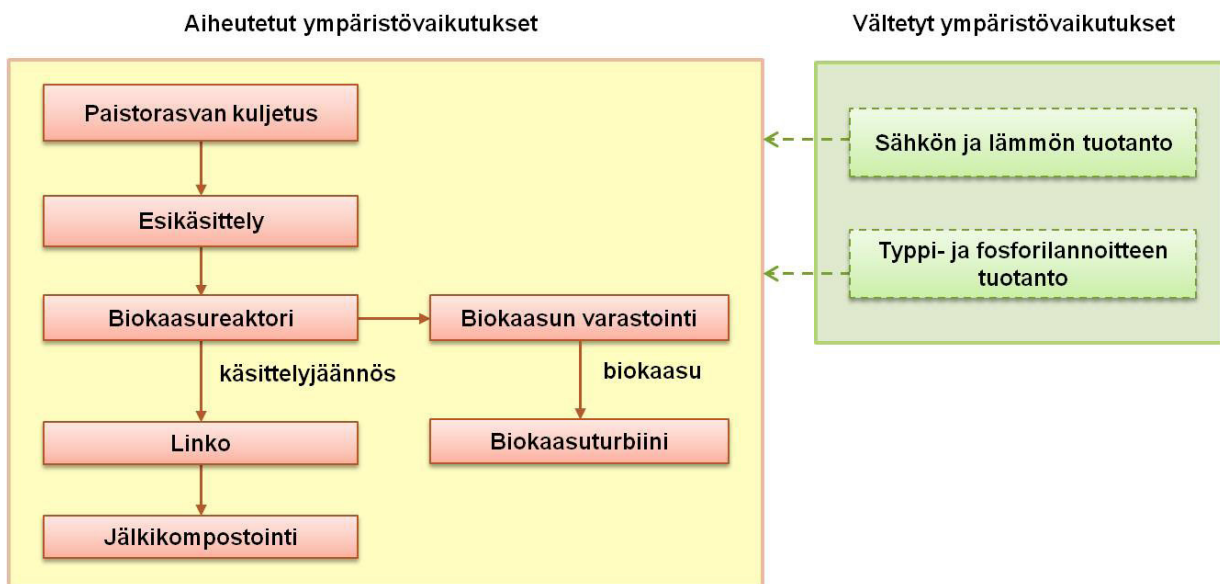 Aiheutetut ympäristövaikutukset
Vältetyt ympäristövaikutukset
Paistorasvan kuljetus
Esikäsittely
Biokaasureaktori
Biokaasun varastointi
käsittelyjäännös
biokaasu
Linko
Biokaasuturbiini
Jälkikompostointi
Sähkön ja lämmön tuotanto
Typpi- ja fosforilannoitteen
tuotanto